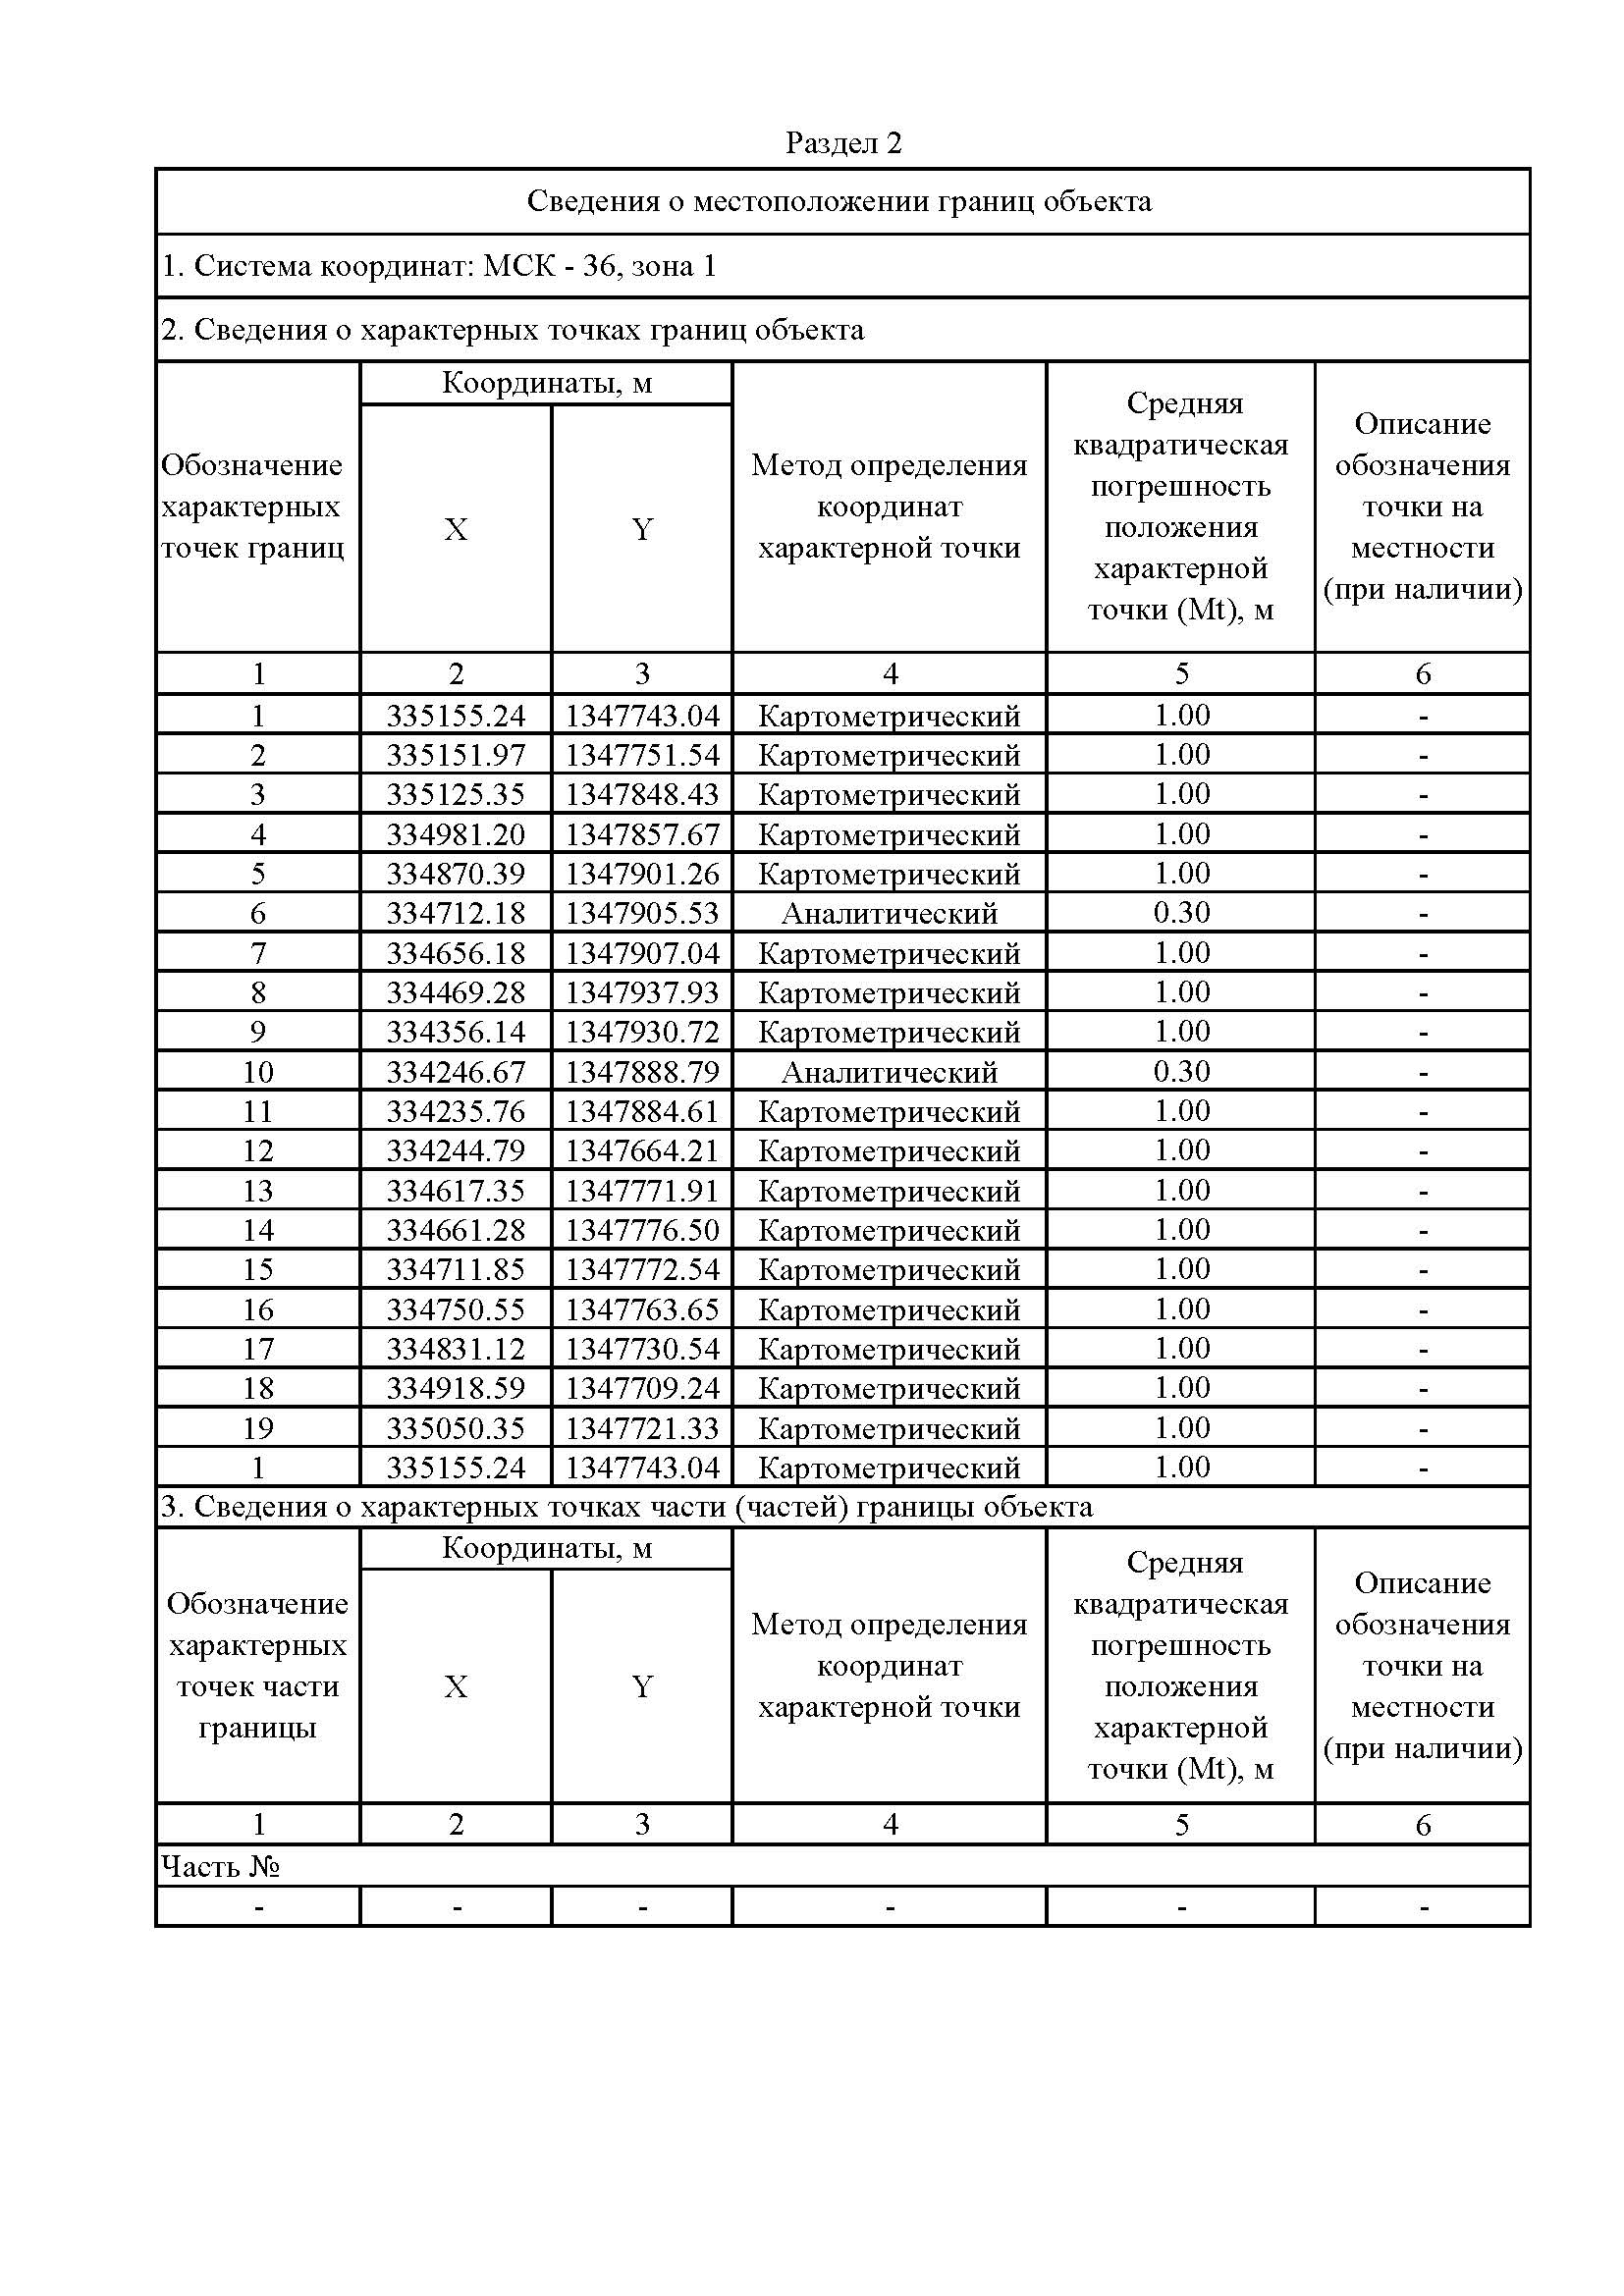 Раздел 2
Сведения о местоположении границ объекта
1. Система координат: МСК - 36, зона 1
2. Сведения о характерных точках границ объекта
Обозначение характерных точек границ
Координаты, м
X
Y
Метод определения координат характерной точки
Средняя квадратическая погрешность положения характерной точки (Mt), м
Описание обозначения точки на местности (при наличии)
1 2 3 4 5 6
1 335155.24 1347743.04 Картометрический 1.00 -
2 335151.97 1347751.54 Картометрический 1.00 -
3 335125.35 1347848.43 Картометрический 1.00 -
4 334981.20 1347857.67 Картометрический 1.00 -
5 334870.39 1347901.26 Картометрический 1.00 -
6 334712.18 1347905.53 Аналитический 0.30 -
7 334656.18 1347907.04 Картометрический 1.00 -
8 334469.28 1347937.93 Картометрический 1.00 -
9 334356.14 1347930.72 Картометрический 1.00 -
10 334246.67 1347888.79 Аналитический 0.30 -
11 334235.76 1347884.61 Картометрический 1.00 -
12 334244.79 1347664.21 Картометрический 1.00 -
13 334617.35 1347771.91 Картометрический 1.00 -
14 334661.28 1347776.50 Картометрический 1.00 -
15 334711.85 1347772.54 Картометрический 1.00 -
16 334750.55 1347763.65 Картометрический 1.00 -
17 334831.12 1347730.54 Картометрический 1.00 -
18 334918.59 1347709.24 Картометрический 1.00 -
19 335050.35 1347721.33 Картометрический 1.00 -
1 335155.24 1347743.04 Картометрический 1.00 -
3. Сведения о характерных точках части (частей) границы объекта
Обозначение характерных точек части границы
Координаты, м
X
Y
Метод определения координат характерной точки
Средняя квадратическая погрешность положения характерной точки (Mt), м
Описание обозначения точки на местности (при наличии)
1 2 3 4 5 6
Часть №
- - - - - -